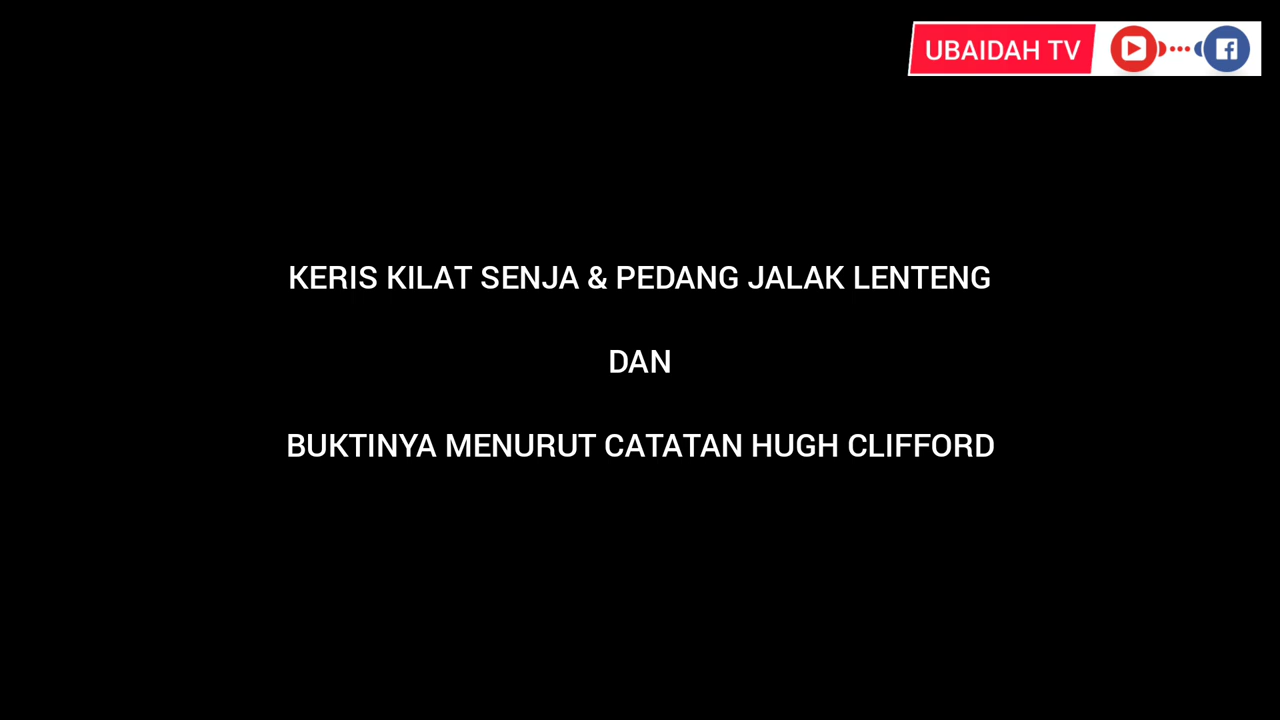 UBAIDAH TV
KERIS KILAT SENJA & PEDANG JALAK LENTENG
DAN
BUKTINYA MENURUT CATATAN HUGH CLIFFORD